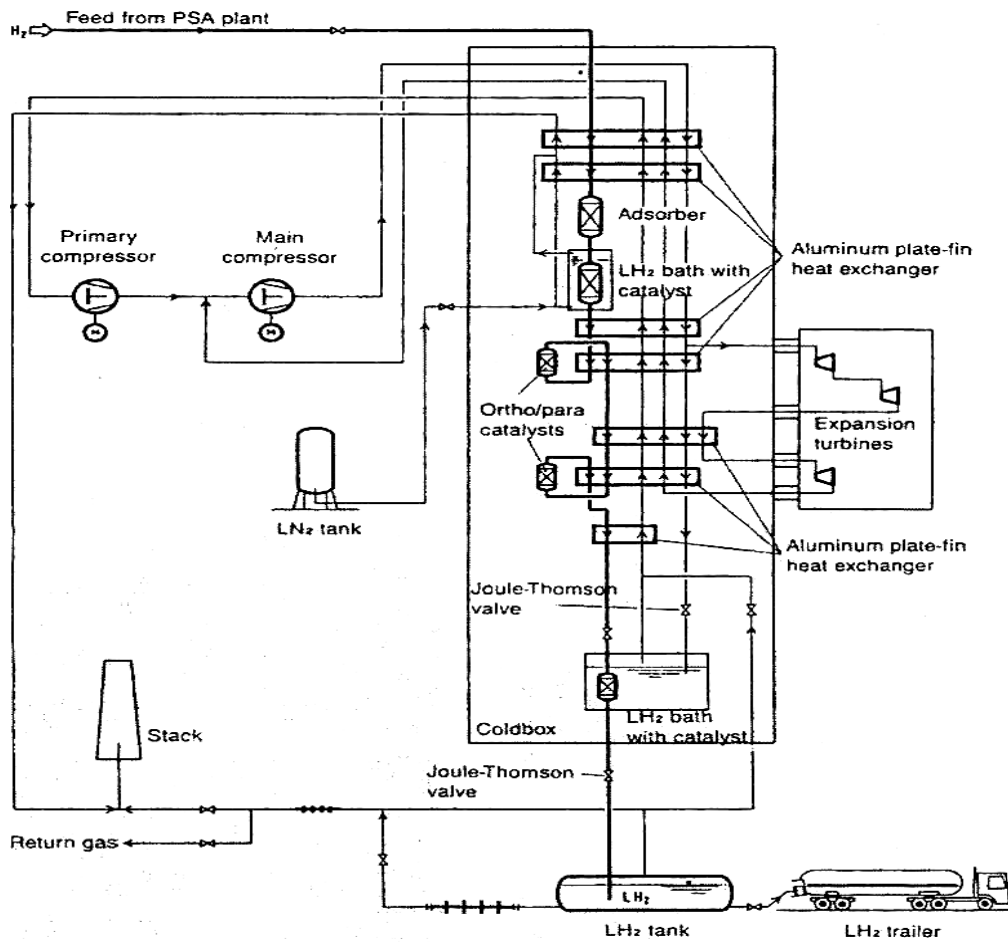 Feed from PSA plant
H₂
Primary
compressor
Main
compressor
Adsorber
LH₂ bath with
catalyst
Aluminum plate-fin
heat exchanger
Ortho/para
catalysts
Expansion
turbines
LN₂ tank
Aluminum plate-fin
heat exchanger
Joule-Thomson
valve
Stack
LH₂ bath
with catalyst
Coldbox
Joule-Thomson
valve
Return gas
LH₂
LH₂ tank
LH₂ trailer